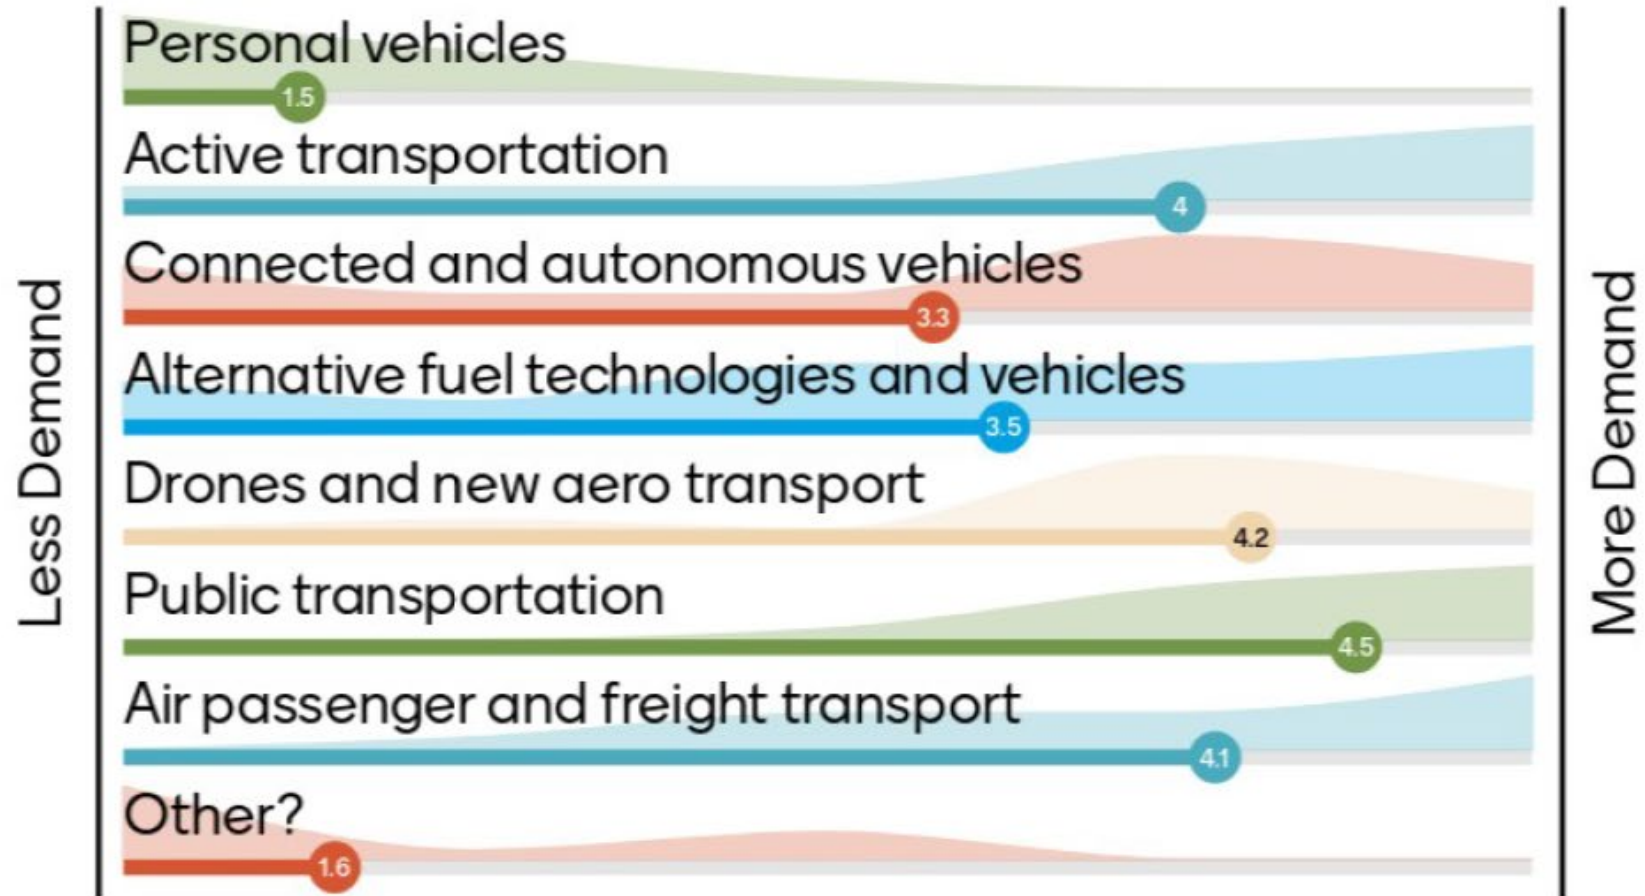 Personal vehicles
1.5
Active transportation
4
Connected and autonomous vehicles
3.3
Alternative fuel technologies and vehicles
3.5
Drones and new aero transport
4.2
Public transportation
4.5
Air passenger and freight transport
4.1
Other?
1.6
Less Demand
More Demand